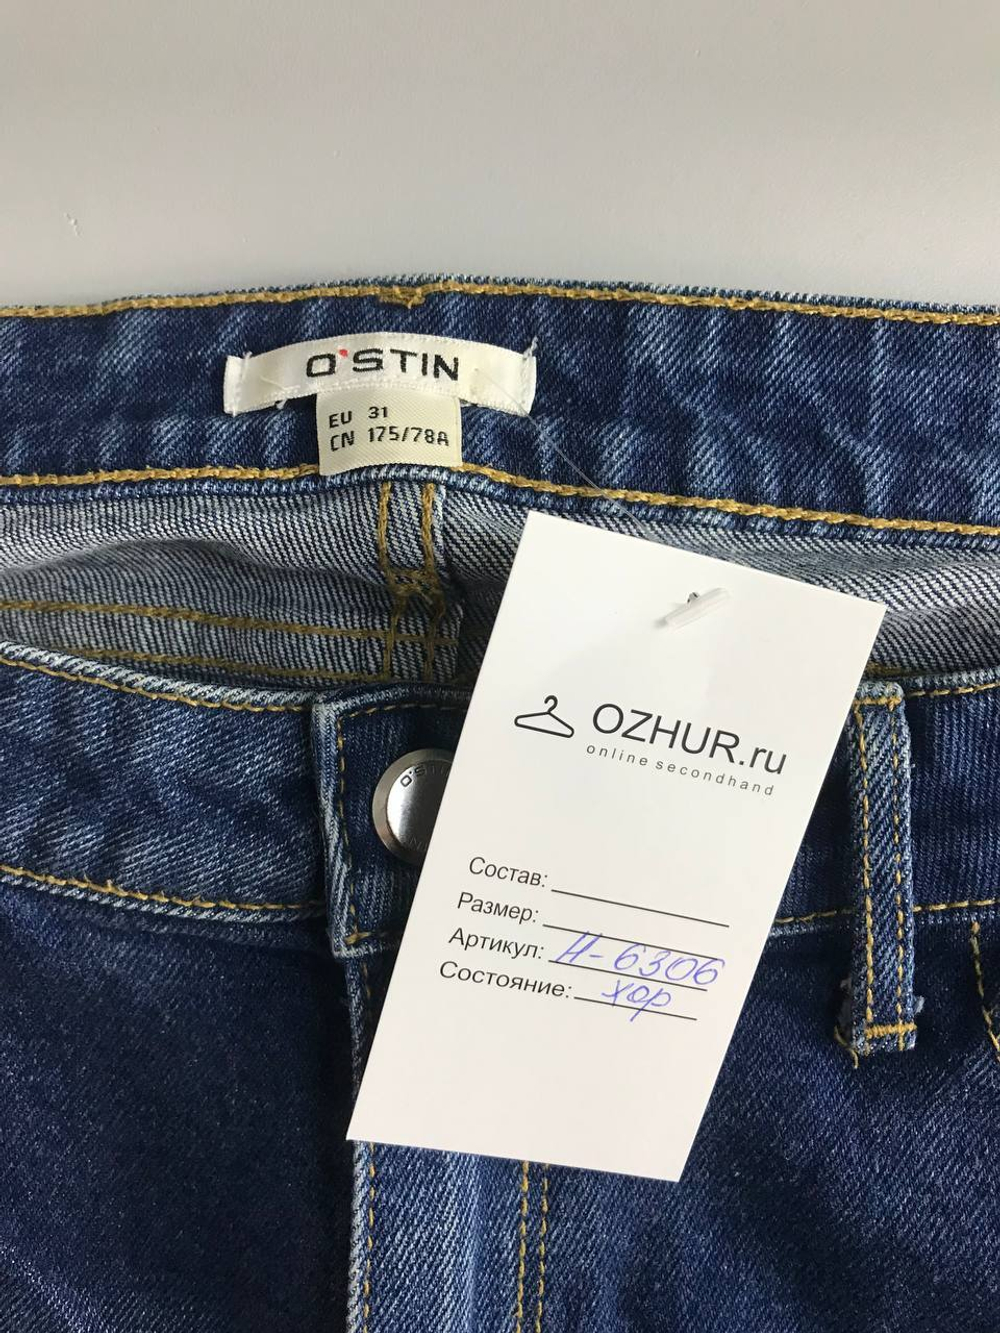 O'STIN
EU 31
CN 175/78A
O'STIN
OZHUR.ru
online secondhand
Состав:
Размер:
Артикул: Н-6306
Состояние: хор